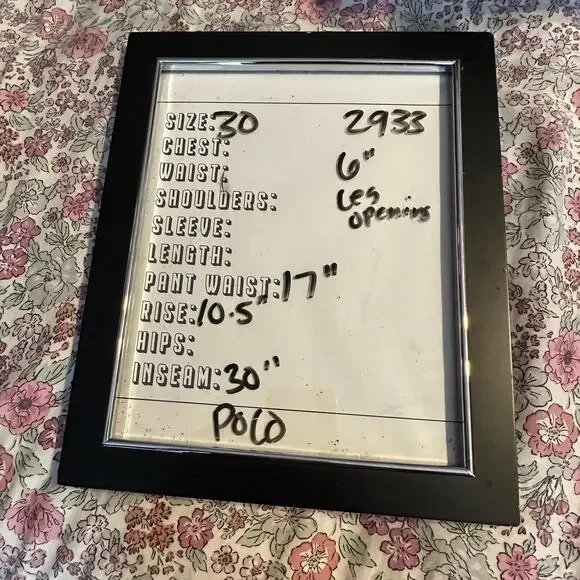 SIZE: 30 2933
CHEST:
WAIST: 6"
SHOULDERS: Leg
SLEEVE: opening
LENGTH:
PANT WAIST: 17"
RISE: 10.5"
HIPS:
INSEAM: 30"
POLO